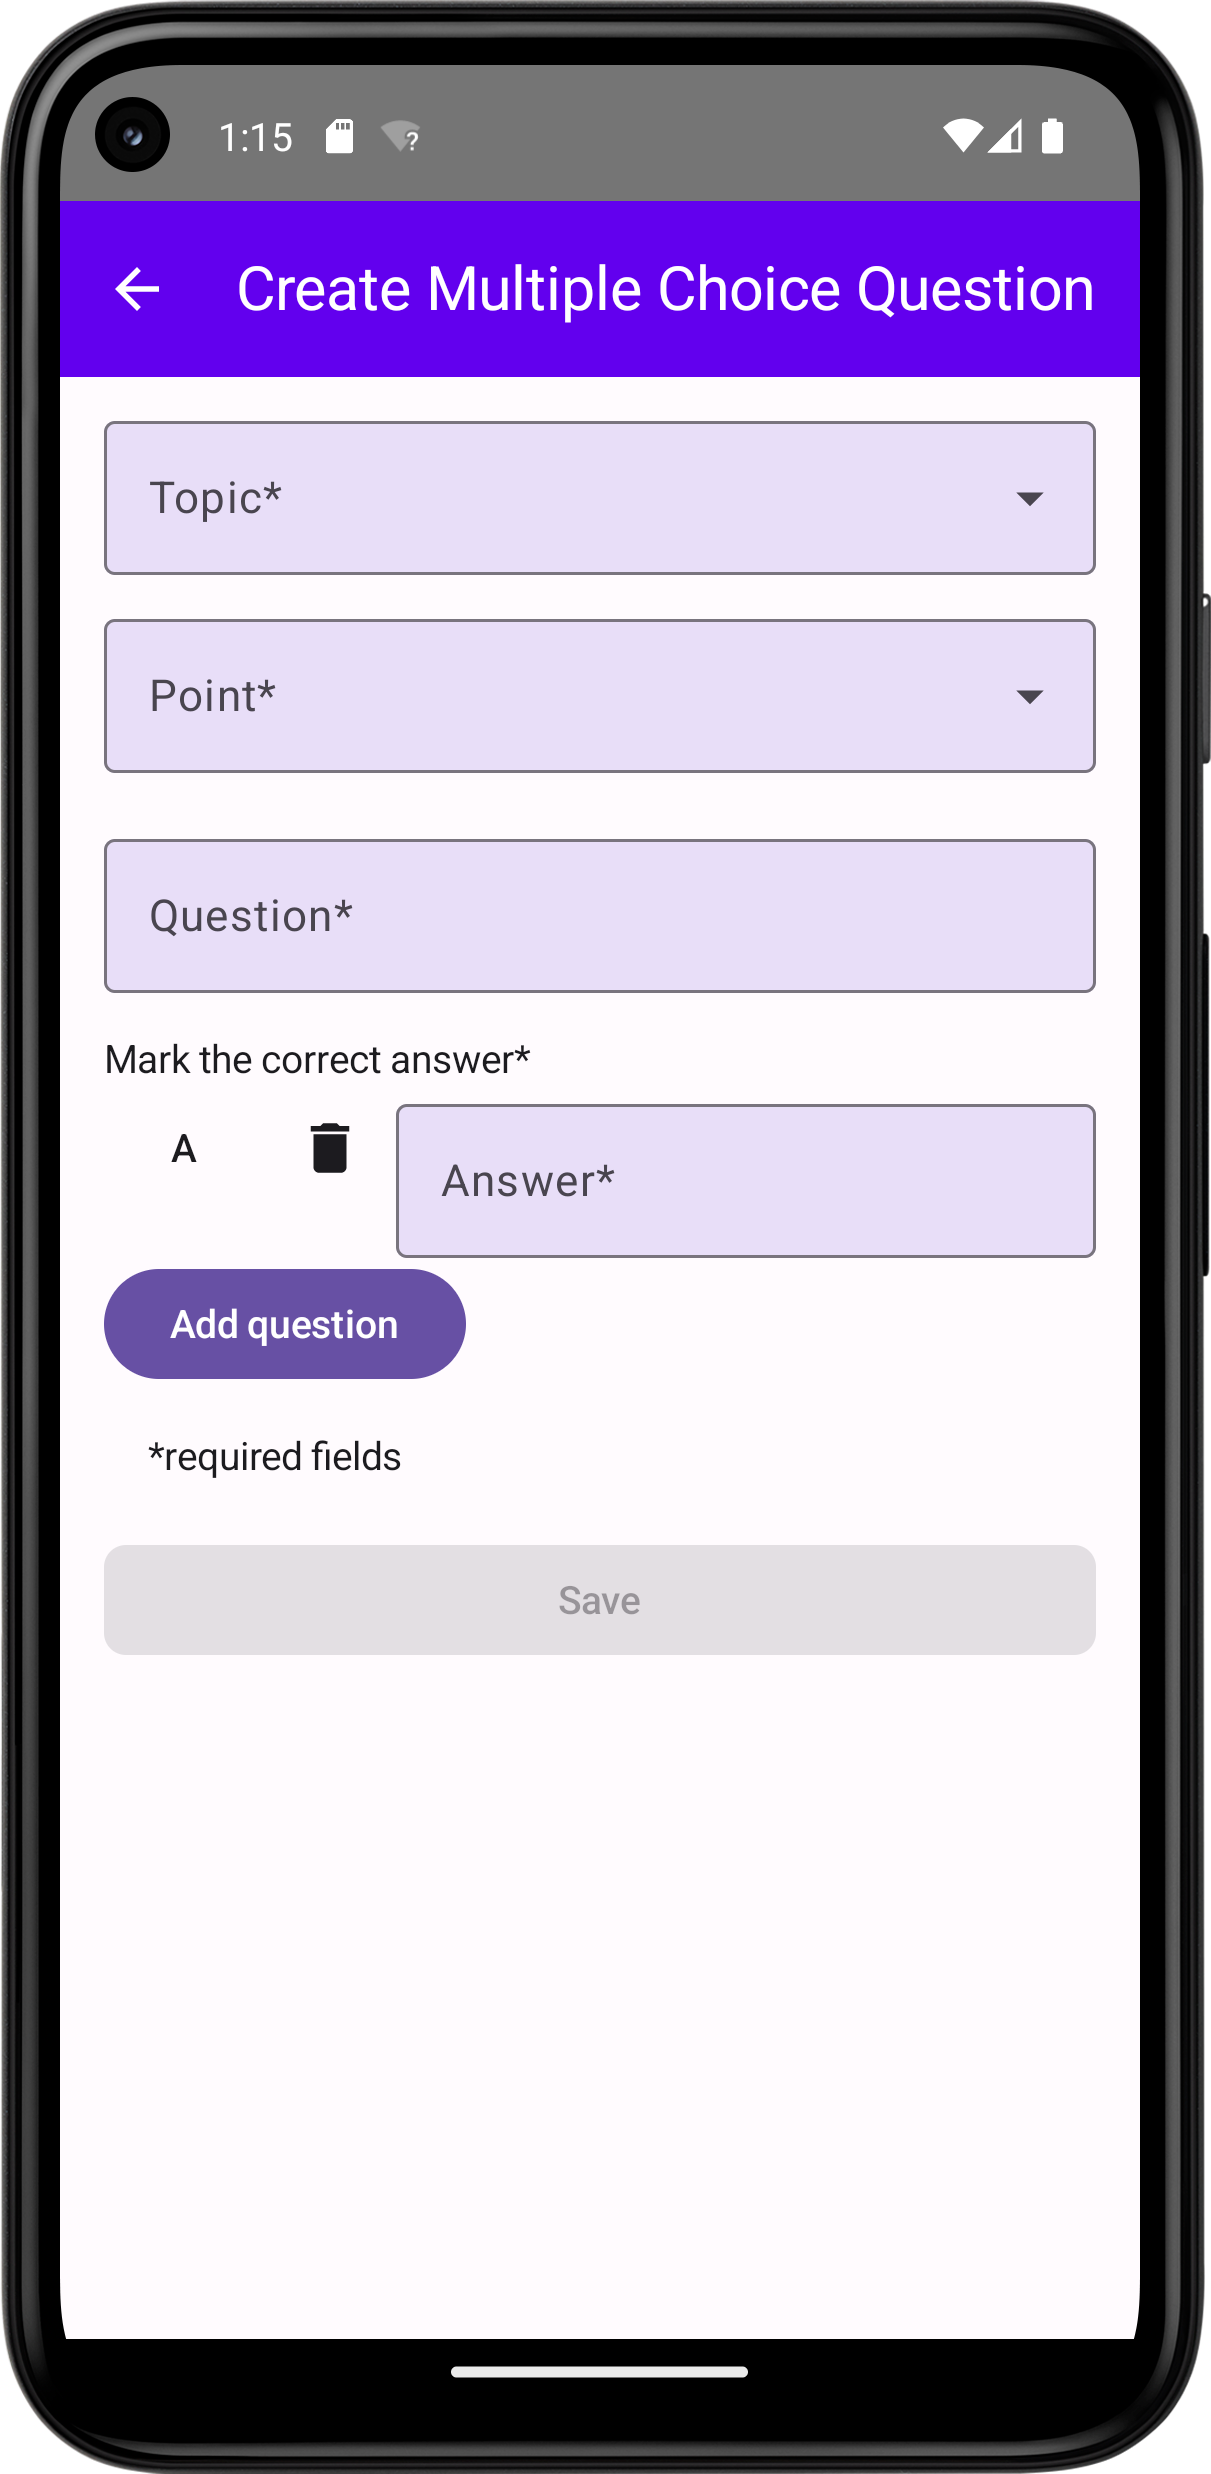 1:15
Create Multiple Choice Question
Topic*
Point*
Question*
Mark the correct answer*
A
Answer*
Add question
*required fields
Save